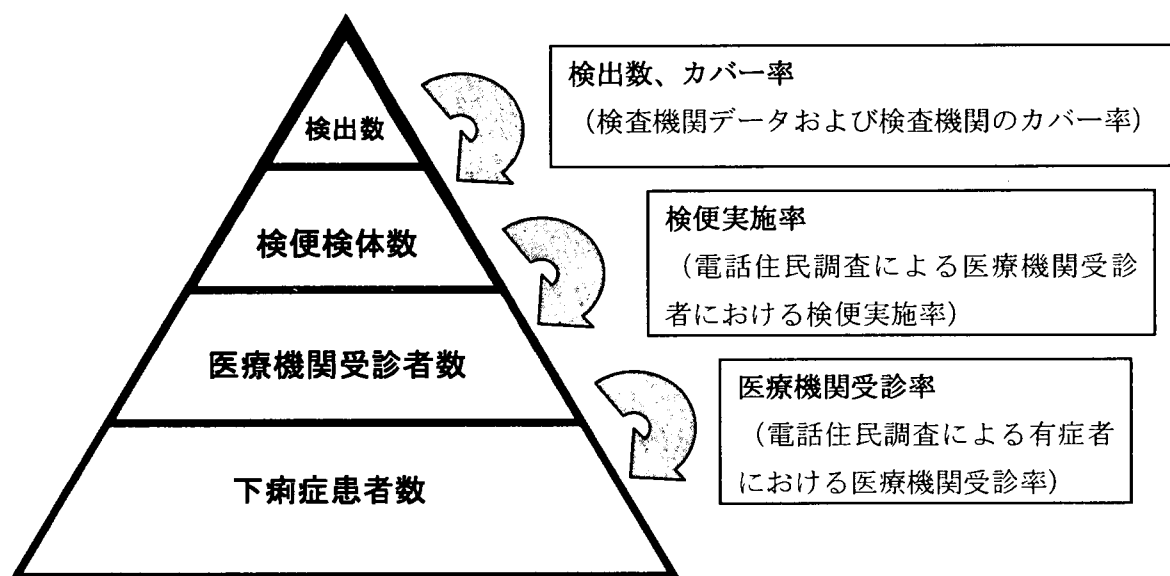 検出数
検便検体数
医療機関受診者数
下痢症患者数
検出数、カバー率
（検査機関データおよび検査機関のカバー率）
検便実施率
（電話住民調査による医療機関受診
者における検便実施率）
医療機関受診率
（電話住民調査による有症者
における医療機関受診率）